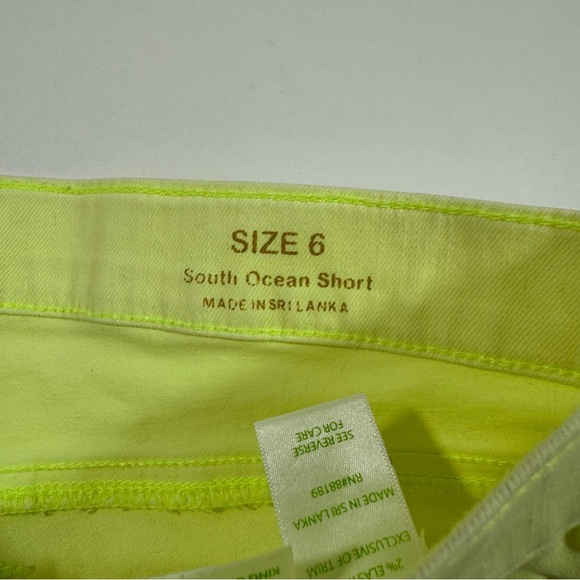 SIZE 6
South Ocean Short
MADE IN SRI LANKA
SEE REVERSE
FOR CARE
RN#88189
MADE IN SRI LANKA
EXCLUSIVE OF TRIM
2%